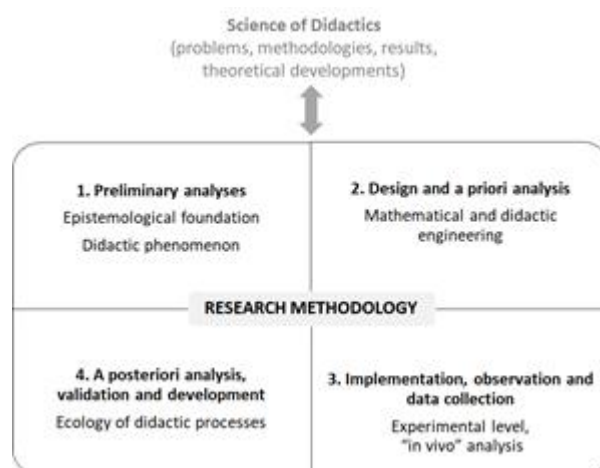 Science of Didactics
(problems, methodologies, results,
theoretical developments)
1. Preliminary analyses
Epistemological foundation
Didactic phenomenon
2. Design and a priori analysis
Mathematical and didactic
engineering
RESEARCH METHODOLOGY
4. A posteriori analysis,
validation and development
Ecology of didactic processes
3. Implementation, observation and
data collection
Experimental level,
"in vivo" analysis